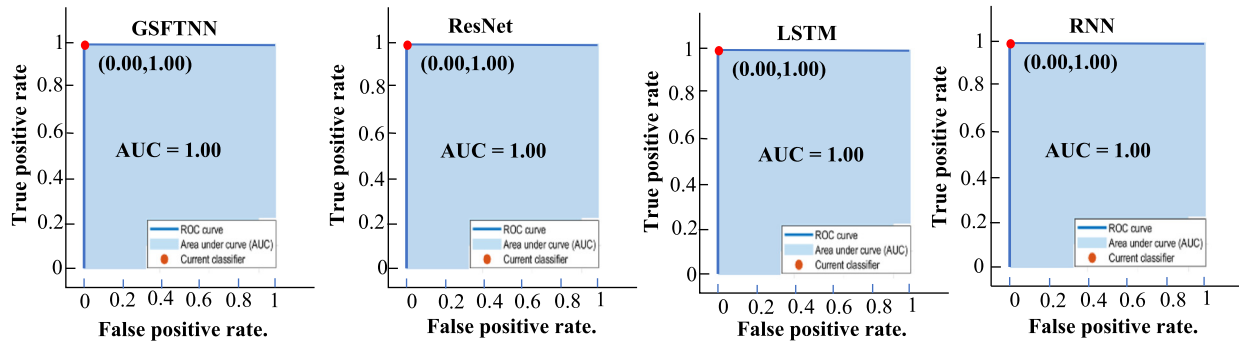 GSFTNN
True positive rate
1
0.8
0.6
0.4
0.2
0
(0.00,1.00)
AUC = 1.00
ROC curve
Area under curve (AUC)
Current classifier
0 0.2 0.4 0.6 0.8 1
False positive rate.
ResNet
True positive rate
1
0.8
0.6
0.4
0.2
0
(0.00,1.00)
AUC = 1.00
ROC curve
Area under curve (AUC)
Current classifier
0 0.2 0.4 0.6 0.8 1
False positive rate.
LSTM
True positive rate
1
0.8
0.6
0.4
0.2
0
(0.00,1.00)
AUC = 1.00
ROC curve
Area under curve (AUC)
Current classifier
0 0.2 0.4 0.6 0.8 1
False positive rate.
RNN
True positive rate
1
0.8
0.6
0.4
0.2
0
(0.00,1.00)
AUC = 1.00
ROC curve
Area under curve (AUC)
Current classifier
0 0.2 0.4 0.6 0.8 1
False positive rate.